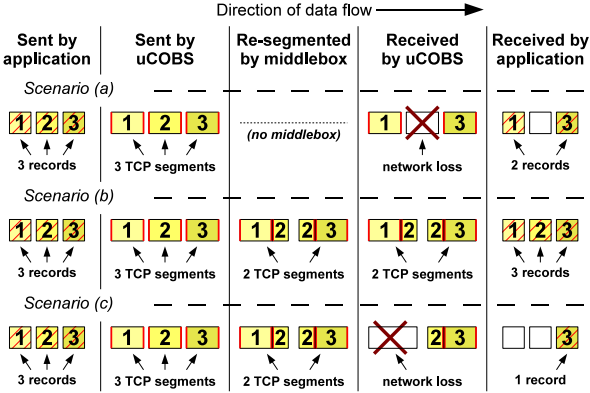 Direction of data flow
Sent by application
Sent by uCOBS
Re-segmented by middlebox
Received by uCOBS
Received by application
Scenario (a)
1 2 3
1 2 3
(no middlebox)
1 3
1 3
3 records
3 TCP segments
network loss
2 records
Scenario (b)
1 2 3
1 2 3
1 2 2 3
1 2 2 3
1 2 3
3 records
3 TCP segments
2 TCP segments
2 TCP segments
3 records
Scenario (c)
1 2 3
1 2 3
1 2 2 3
2 3
3
3 records
3 TCP segments
2 TCP segments
network loss
1 record